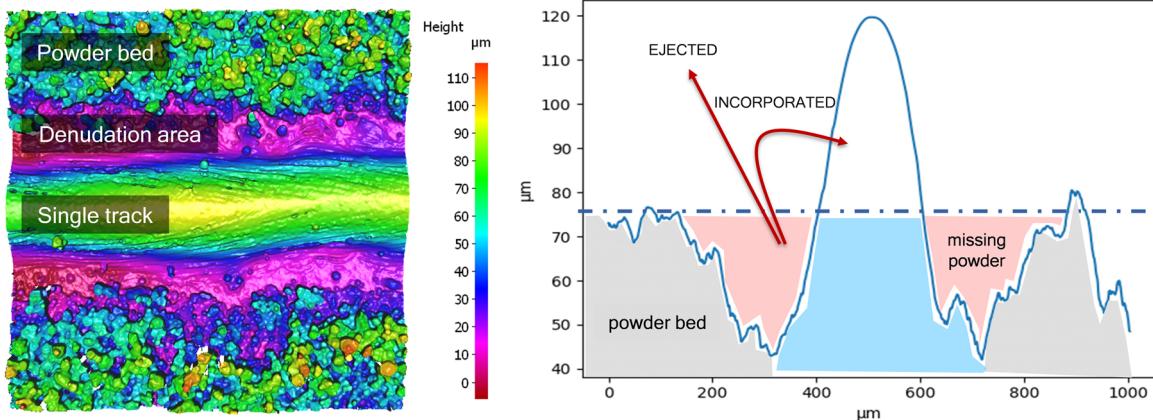 Powder bed
Denudation area
Single track
Height
µm
110
100
90
80
70
60
50
40
30
20
10
0
120
110
100
90
80
70
60
50
40
µm
EJECTED
INCORPORATED
missing
powder
powder bed
0
200
400
600
800
1000
µm